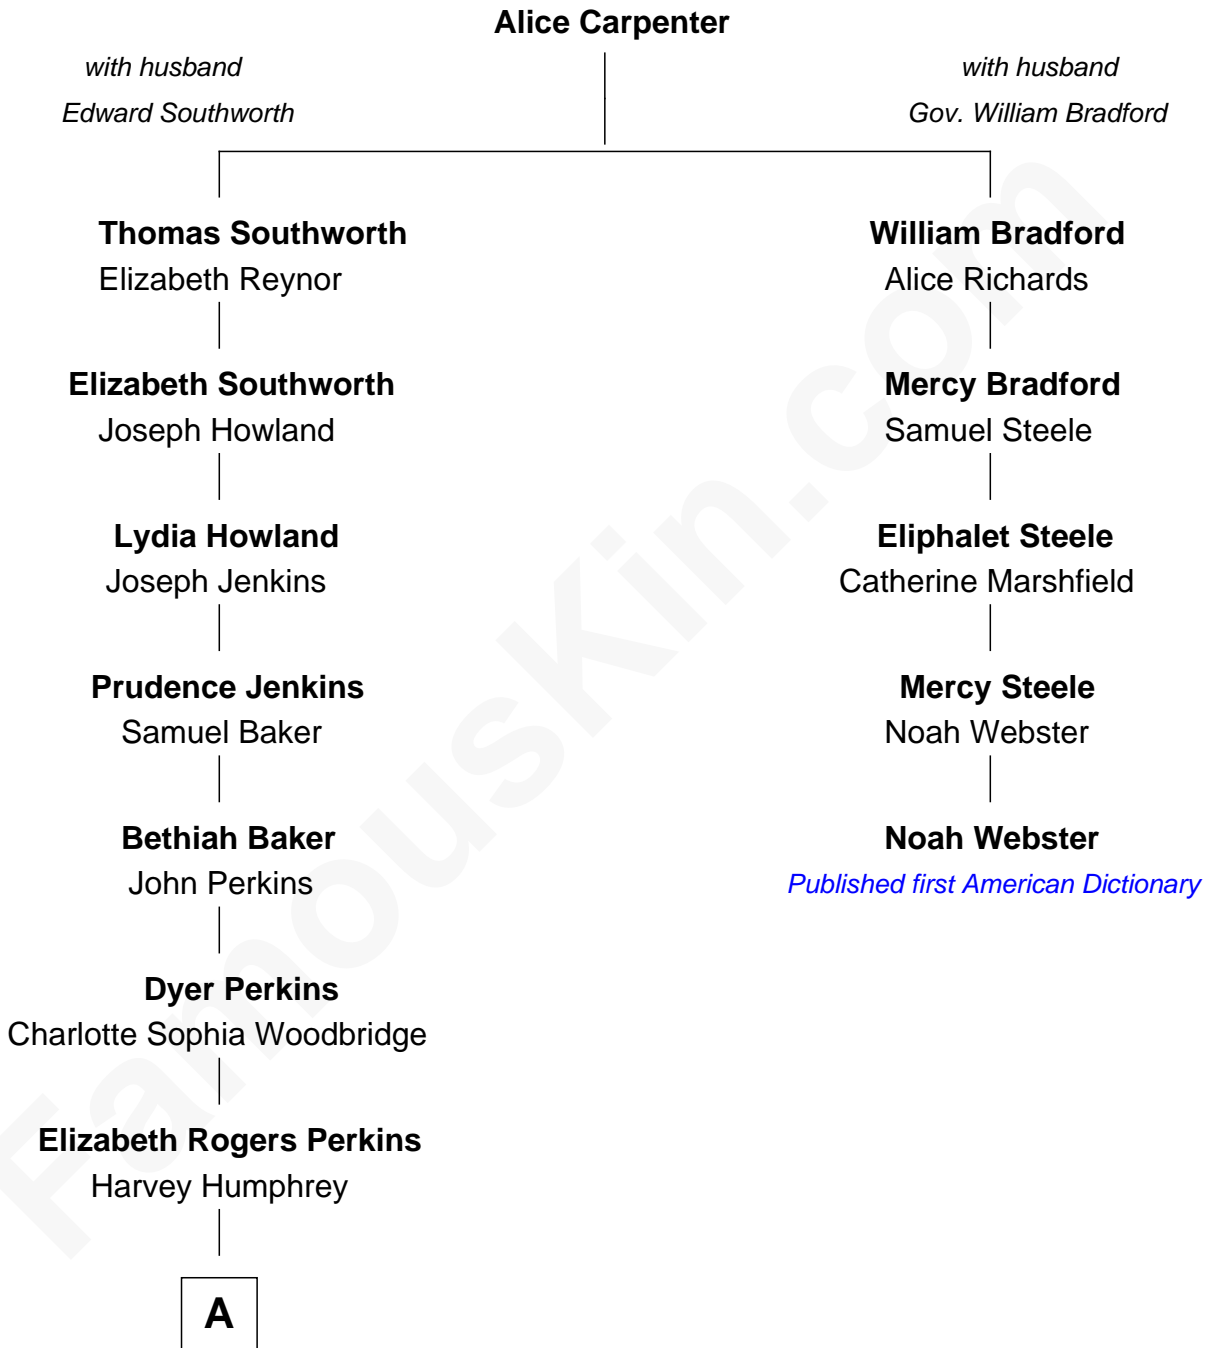 Alice Carpenter
with husband
Edward Southworth
with husband
Gov. William Bradford
Thomas Southworth
Elizabeth Reynor
William Bradford
Alice Richards
Elizabeth Southworth
Joseph Howland
Mercy Bradford
Samuel Steele
Lydia Howland
Joseph Jenkins
Eliphalet Steele
Catherine Marshfield
Prudence Jenkins
Samuel Baker
Mercy Steele
Noah Webster
Bethiah Baker
John Perkins
Noah Webster
Published first American Dictionary
Dyer Perkins
Charlotte Sophia Woodbridge
Elizabeth Rogers Perkins
Harvey Humphrey
A
FamousKin.com